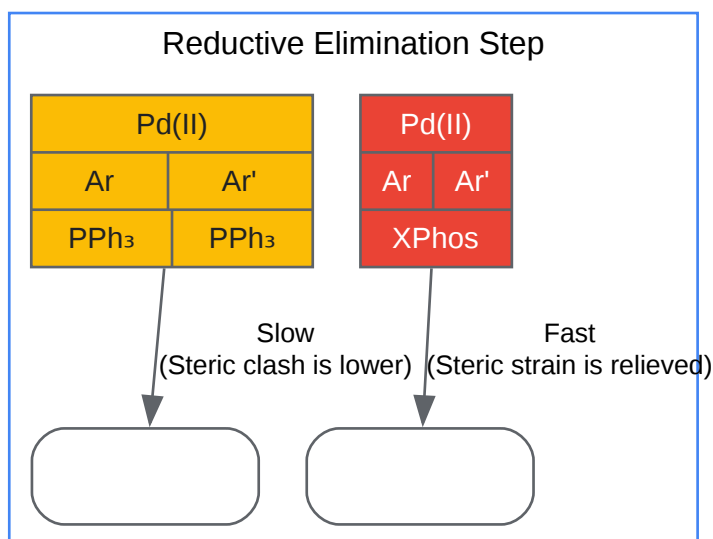 Reductive Elimination Step
Pd(II)
Ar Ar'
PPh₃ PPh₃
Pd(II)
Ar Ar'
XPhos
Slow
(Steric clash is lower)
Fast
(Steric strain is relieved)